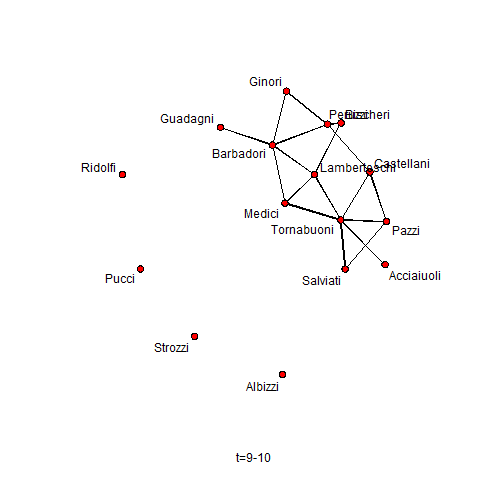 Ginori
Peruzzi
Bischeri
Guadagni
Barbadori
Lamberteschi
Castellani
Ridolfi
Medici
Tornabuoni
Pazzi
Pucci
Salviati
Acciaiuoli
Strozzi
Albizzi
t=9-10